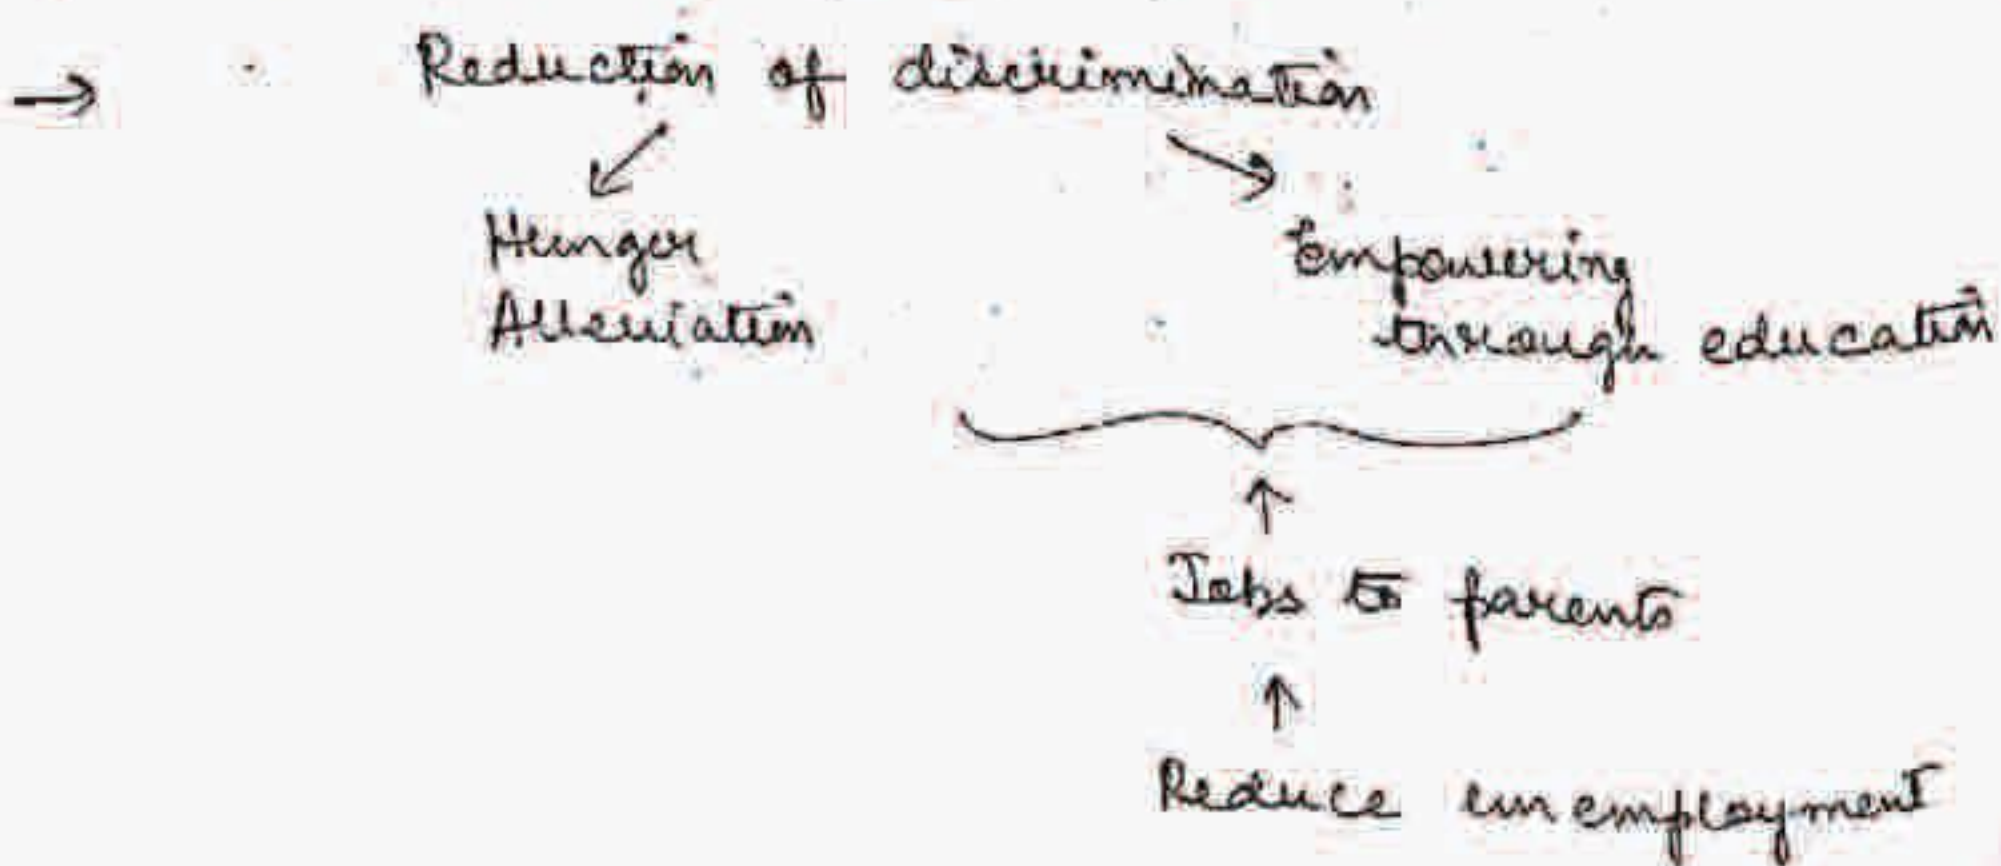 → Reduction of discrimination
Hunger
Alleviation
Empowering
through education
Jobs to parents
Reduce unemployment